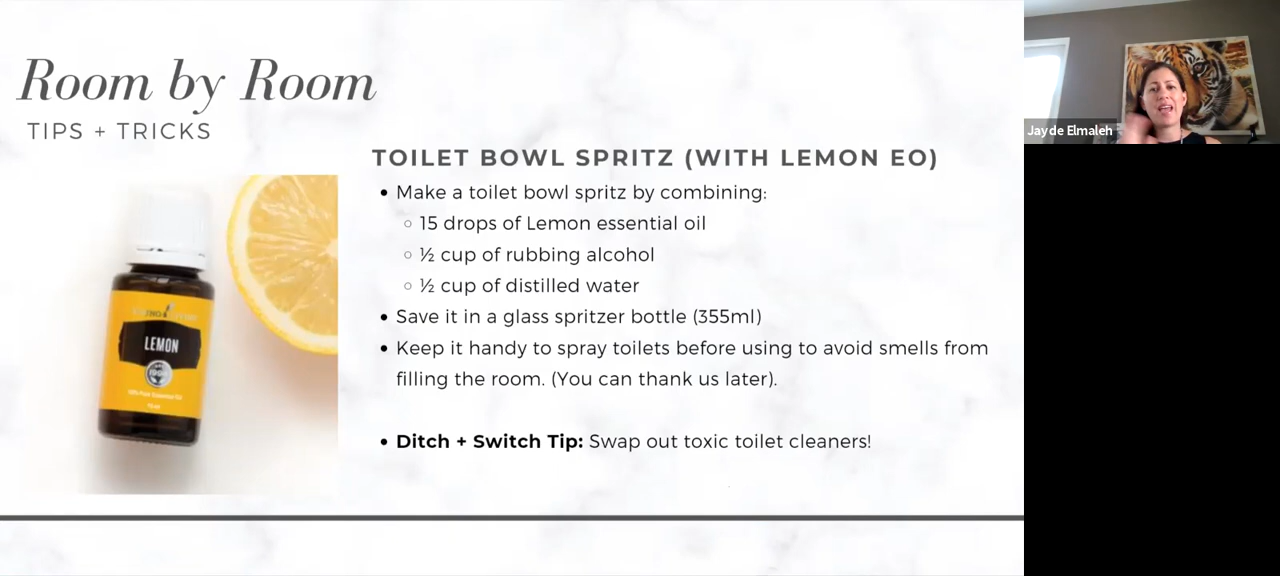 Room by Room
TIPS + TRICKS
TOILET BOWL SPRITZ (WITH LEMON EO)
• Make a toilet bowl spritz by combining:
○ 15 drops of Lemon essential oil
○ ½ cup of rubbing alcohol
○ ½ cup of distilled water
• Save it in a glass spritzer bottle (355ml)
• Keep it handy to spray toilets before using to avoid smells from
filling the room. (You can thank us later).
• Ditch + Switch Tip: Swap out toxic toilet cleaners!
LEMON
Jayde Elmaleh